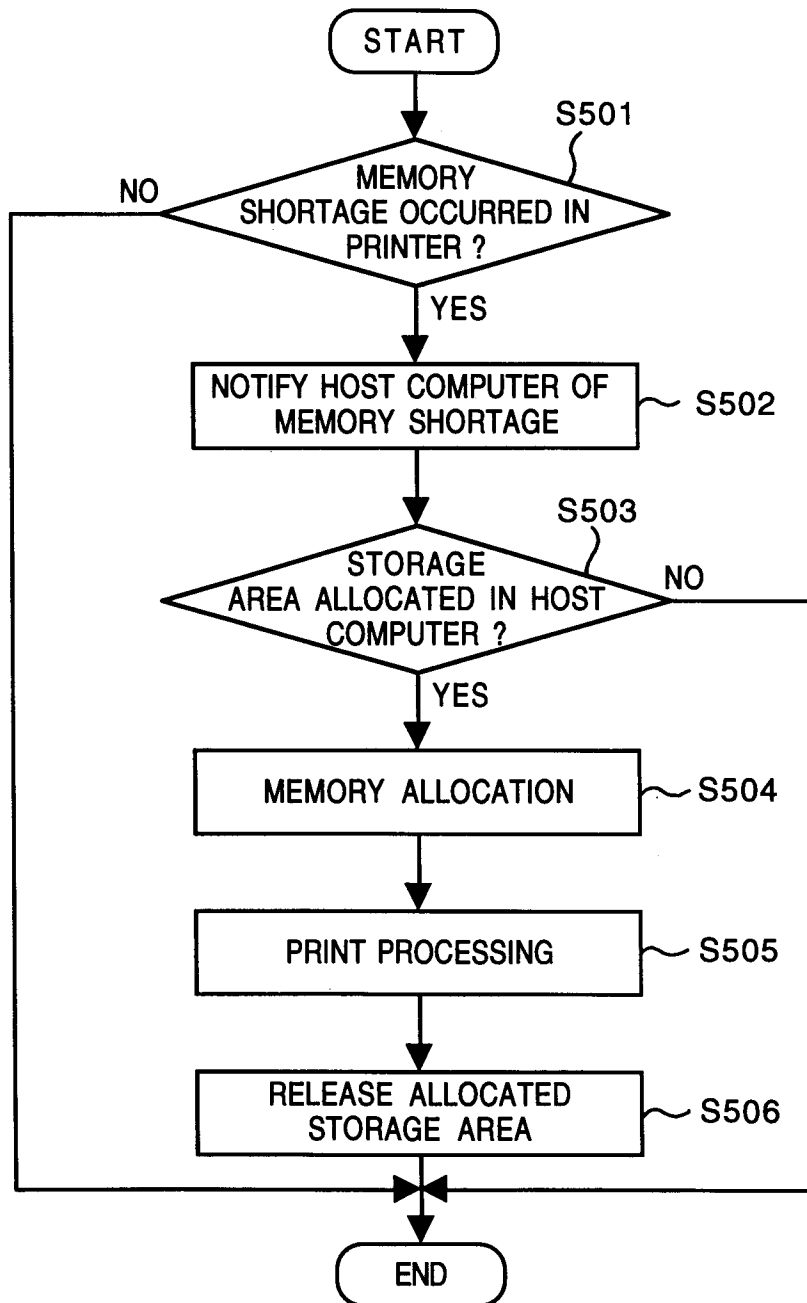 START
S501
MEMORY
SHORTAGE OCCURRED IN
PRINTER ?
NO
YES
NOTIFY HOST COMPUTER OF
MEMORY SHORTAGE
S502
S503
STORAGE
AREA ALLOCATED IN HOST
COMPUTER ?
NO
YES
MEMORY ALLOCATION
S504
PRINT PROCESSING
S505
RELEASE ALLOCATED
STORAGE AREA
S506
END